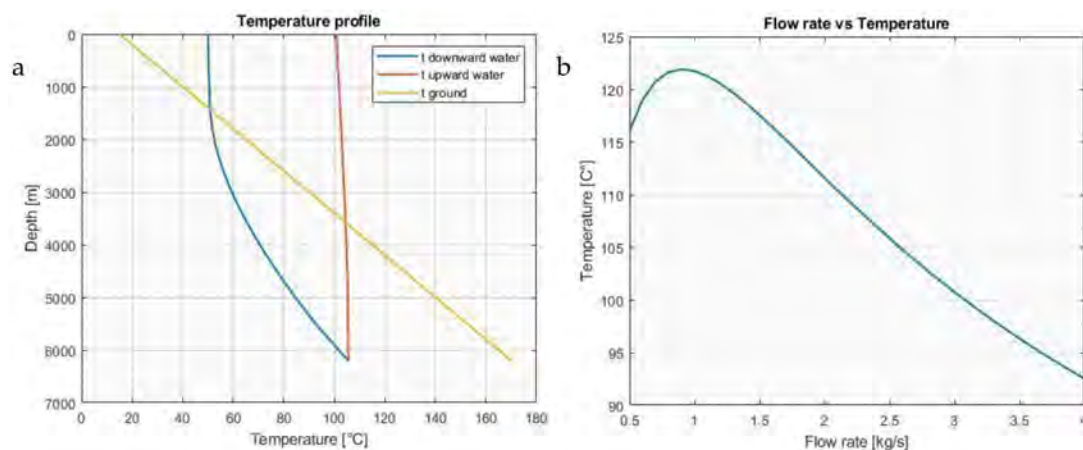 a
Temperature profile
0
1000
2000
3000
4000
5000
6000
7000
Depth [m]
t downward water
t upward water
t ground
0 20 40 60 80 100 120 140 160 180
Temperature [°C]
b
Flow rate vs Temperature
125
120
115
110
105
100
95
90
Temperature [C°]
0.5 1 1.5 2 2.5 3 3.5
Flow rate [kg/s]